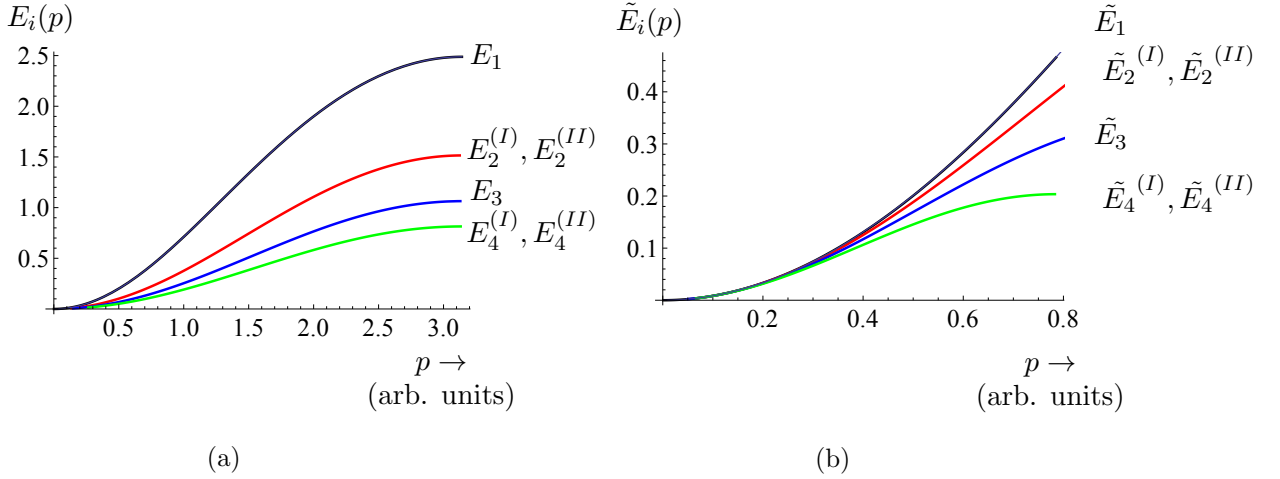 E_i(p)
2.5
2.0
1.5
1.0
0.5
0.5 1.0 1.5 2.0 2.5 3.0
E_1
E_2^{(I)}, E_2^{(II)}
E_3
E_4^{(I)}, E_4^{(II)}
p →
(arb. units)
(a)
Ẽ_i(p)
0.4
0.3
0.2
0.1
0.2 0.4 0.6 0.8
Ẽ_1
Ẽ_2^{(I)}, Ẽ_2^{(II)}
Ẽ_3
Ẽ_4^{(I)}, Ẽ_4^{(II)}
p →
(arb. units)
(b)